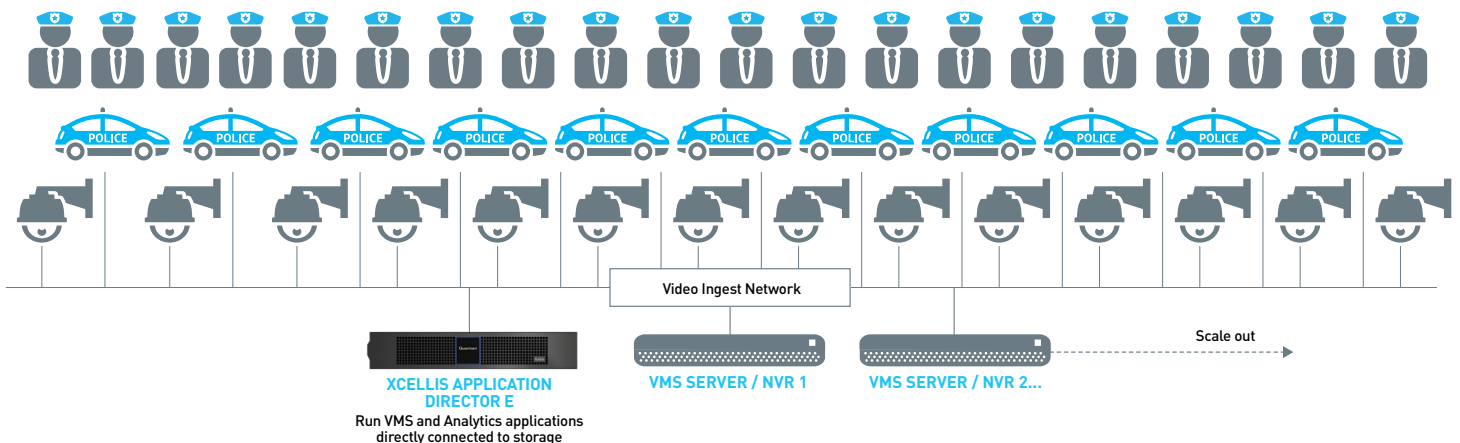 POLICE POLICE POLICE POLICE POLICE POLICE POLICE POLICE POLICE POLICE POLICE
Video Ingest Network
Scale out
Quantum
XCELLIS APPLICATION
DIRECTOR E
VMS SERVER / NVR 1
VMS SERVER / NVR 2...
Run VMS and Analytics applications
directly connected to storage